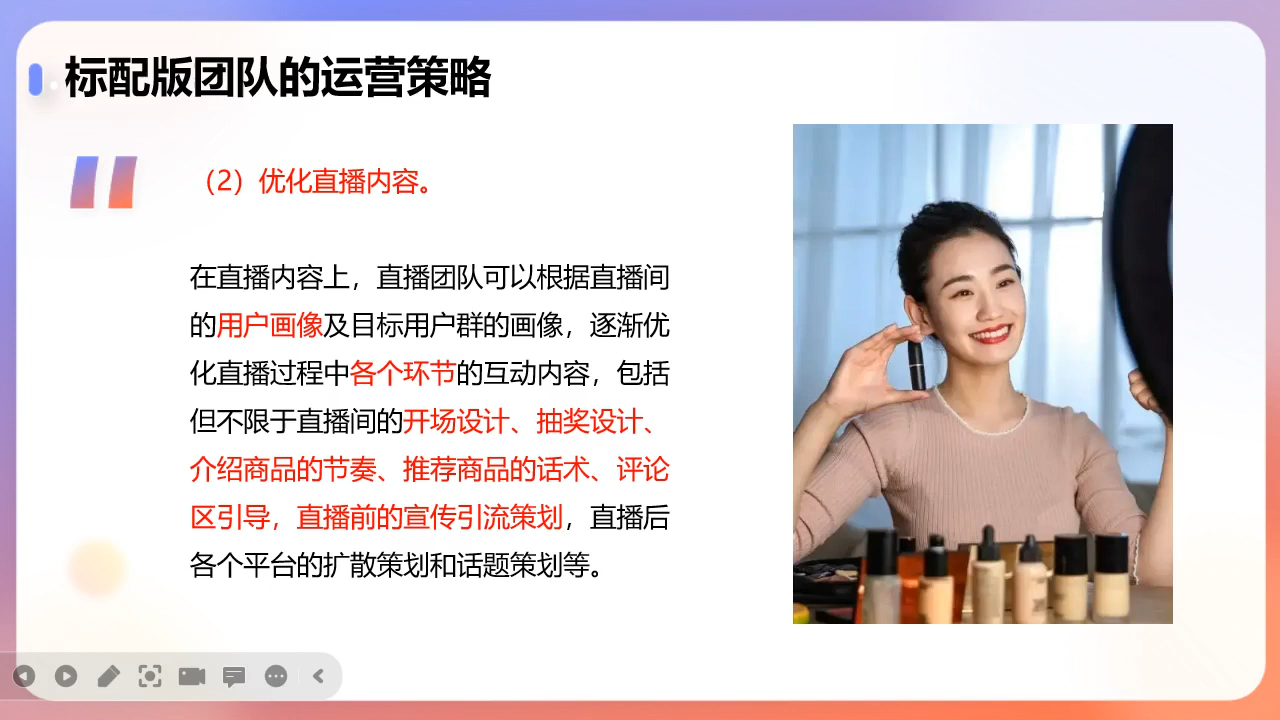 标配版团队的运营策略
（2）优化直播内容。
在直播内容上，直播团队可以根据直播间
的用户画像及目标用户群的画像，逐渐优
化直播过程中各个环节的互动内容，包括
但不限于直播间的开场设计、抽奖设计、
介绍商品的节奏、推荐商品的话术、评论
区引导，直播前的宣传引流策划，直播后
各个平台的扩散策划和话题策划等。